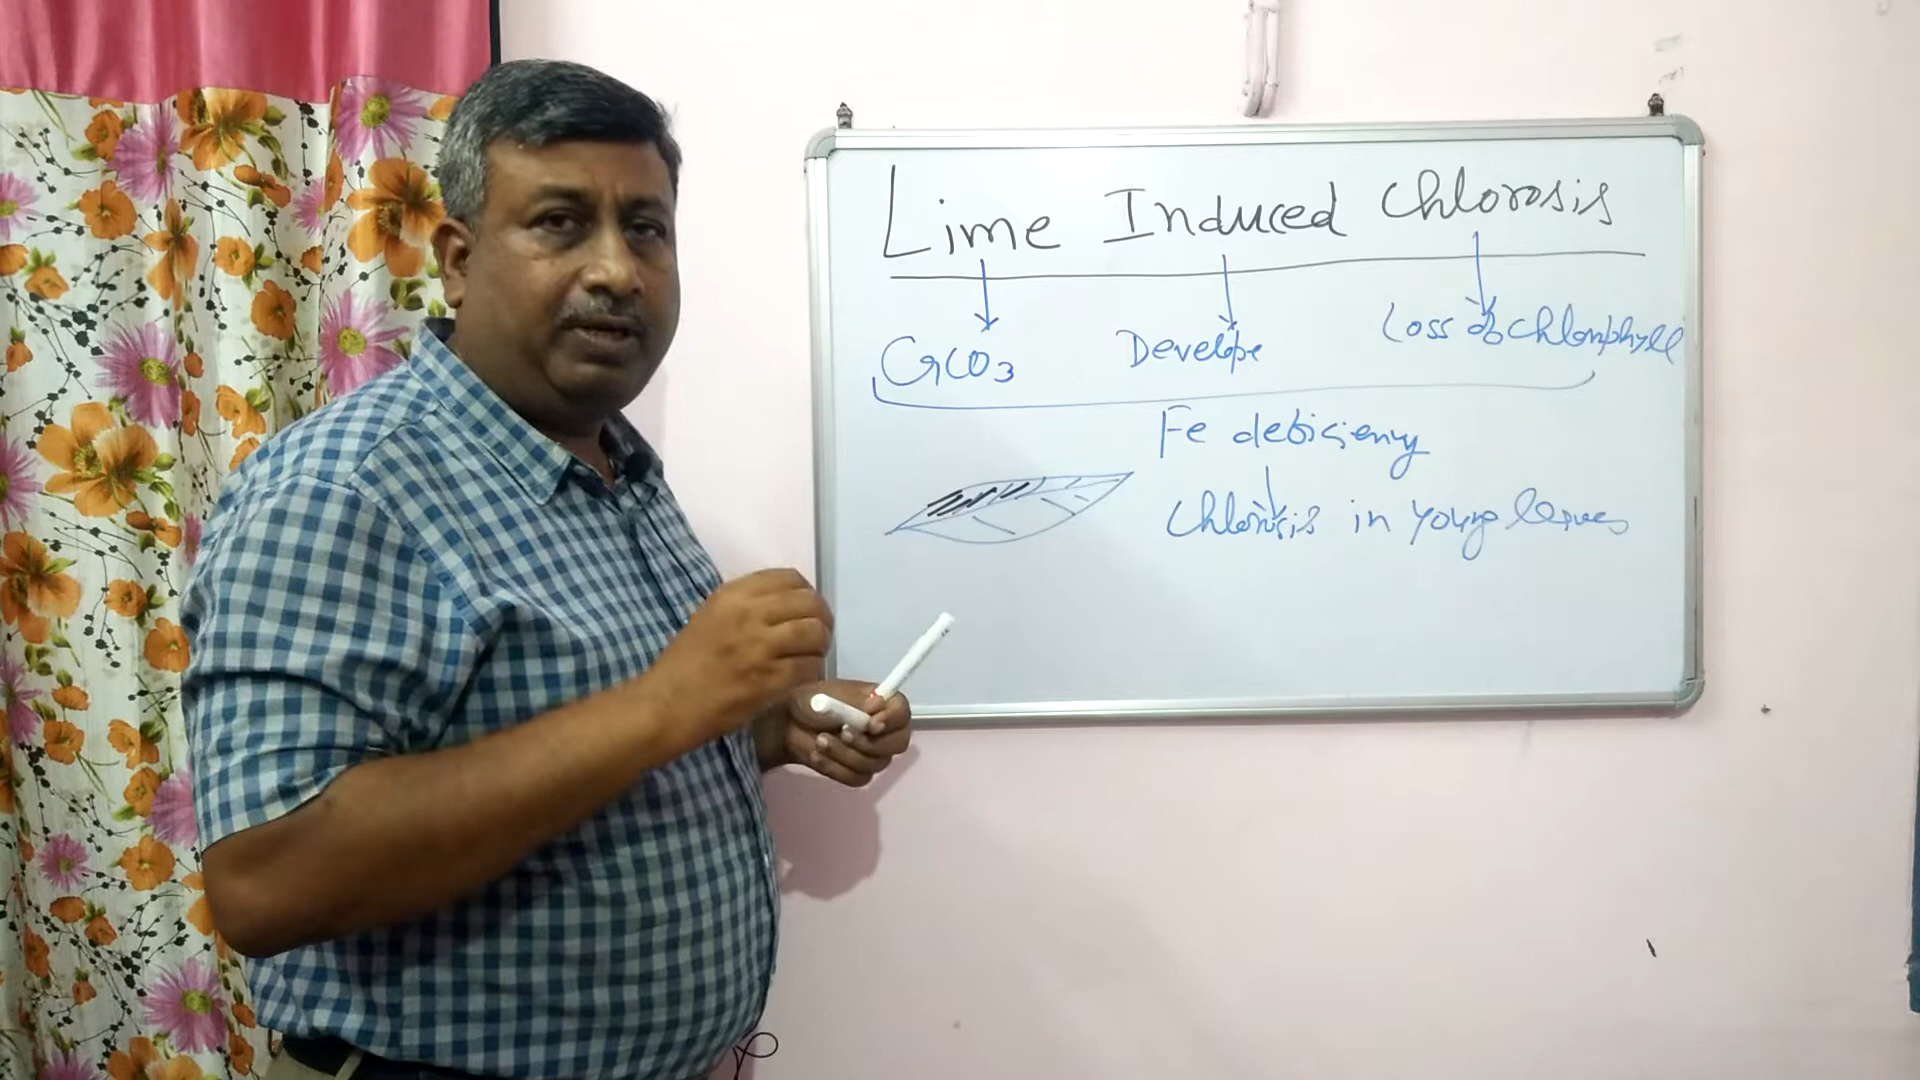 Lime Induced Chlorosis
CaCO3 Develope Loss of Chlorophyll
Fe deficiency
Chlorosis in young leaves